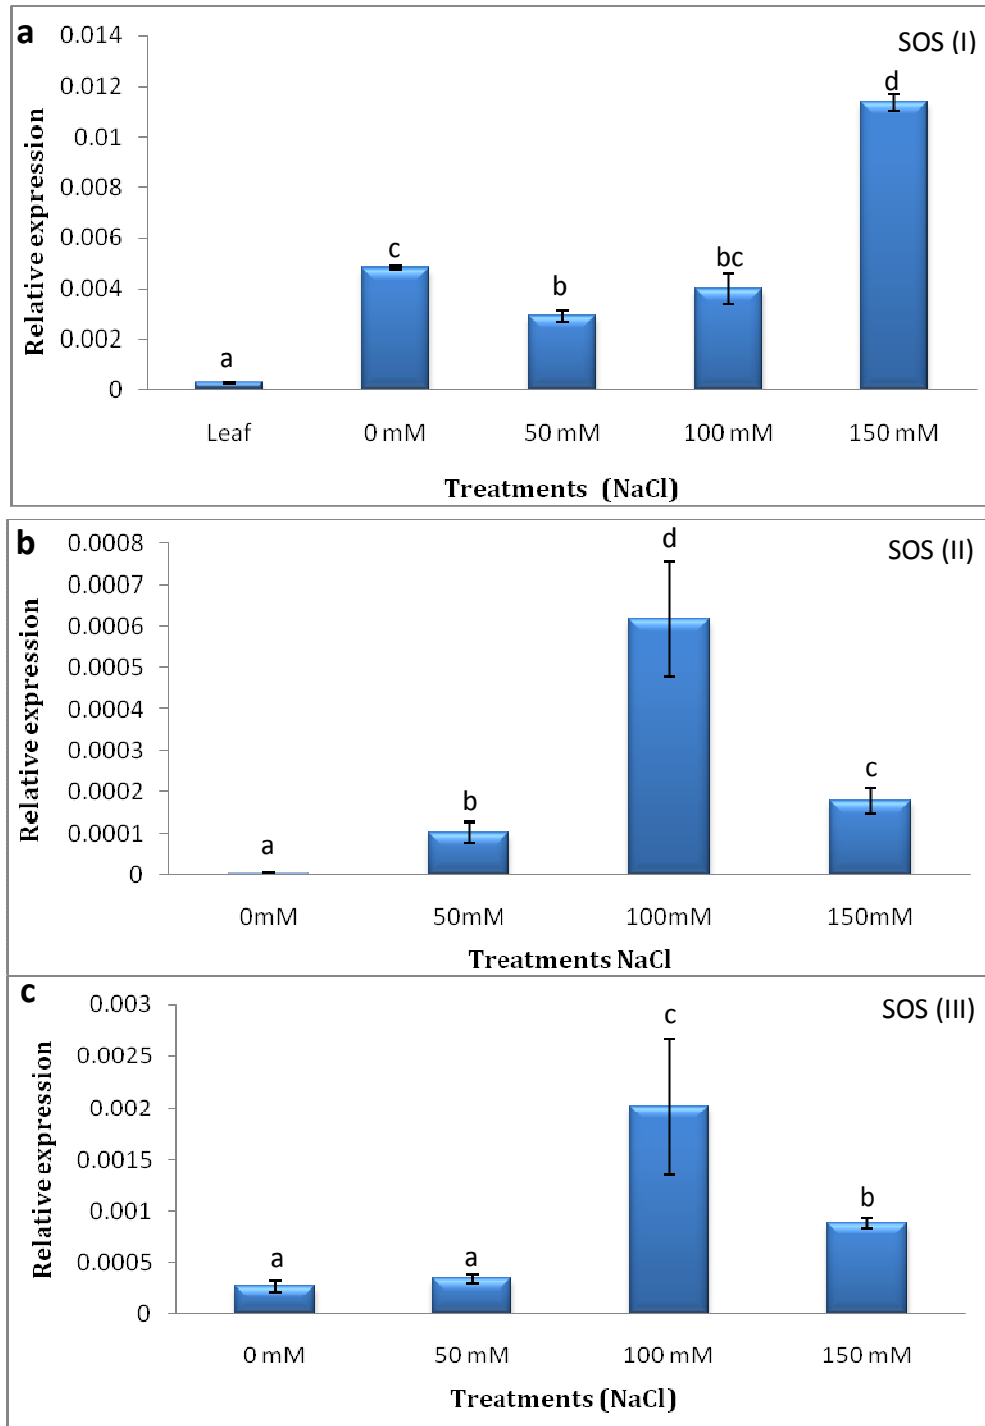 a
SOS (I)
0.014
0.012
0.01
0.008
0.006
0.004
0.002
0
Relative expression
a
c
b
bc
d
Leaf
0 mM
50 mM
100 mM
150 mM
Treatments (NaCl)
b
SOS (II)
0.0008
0.0007
0.0006
0.0005
0.0004
0.0003
0.0002
0.0001
0
Relative expression
a
b
d
c
0mM
50mM
100mM
150mM
Treatments NaCl
c
SOS (III)
0.003
0.0025
0.002
0.0015
0.001
0.0005
0
Relative expression
a
a
c
b
0 mM
50 mM
100 mM
150 mM
Treatments (NaCl)